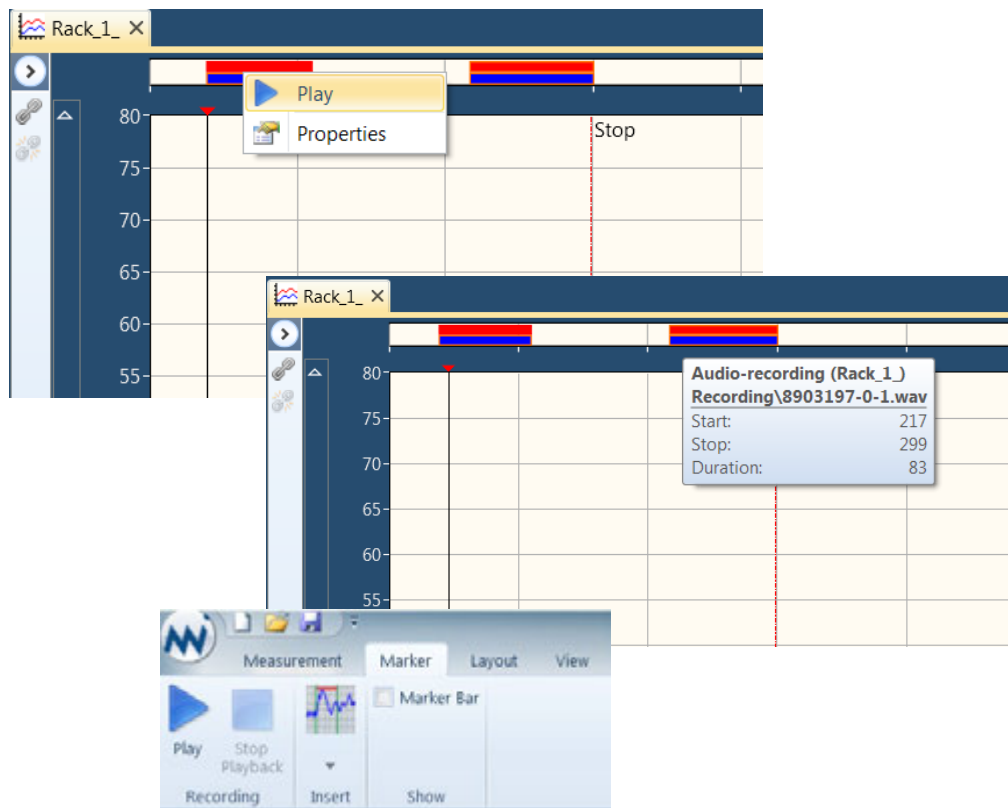 Rack_1_
Play
Properties
80
75
70
65
60
55
Stop
Rack_1_
80
75
70
65
60
55
Audio-recording (Rack_1_)
Recording\8903197-0-1.wav
Start: 217
Stop: 299
Duration: 83
Measurement Marker Layout View
Marker Bar
Play Stop
Playback
Recording Insert Show